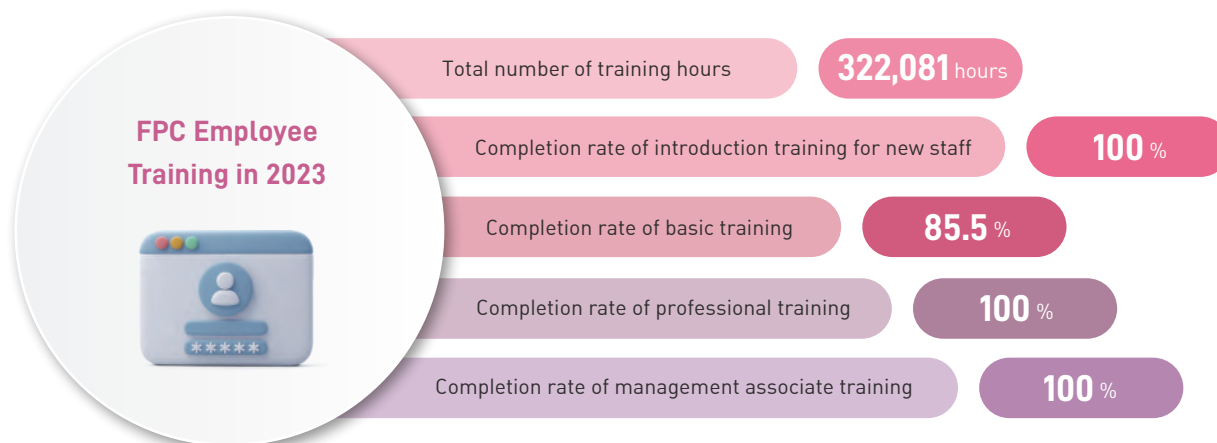 FPC Employee
Training in 2023
*****
Total number of training hours 322,081 hours
Completion rate of introduction training for new staff 100 %
Completion rate of basic training 85.5 %
Completion rate of professional training 100 %
Completion rate of management associate training 100 %